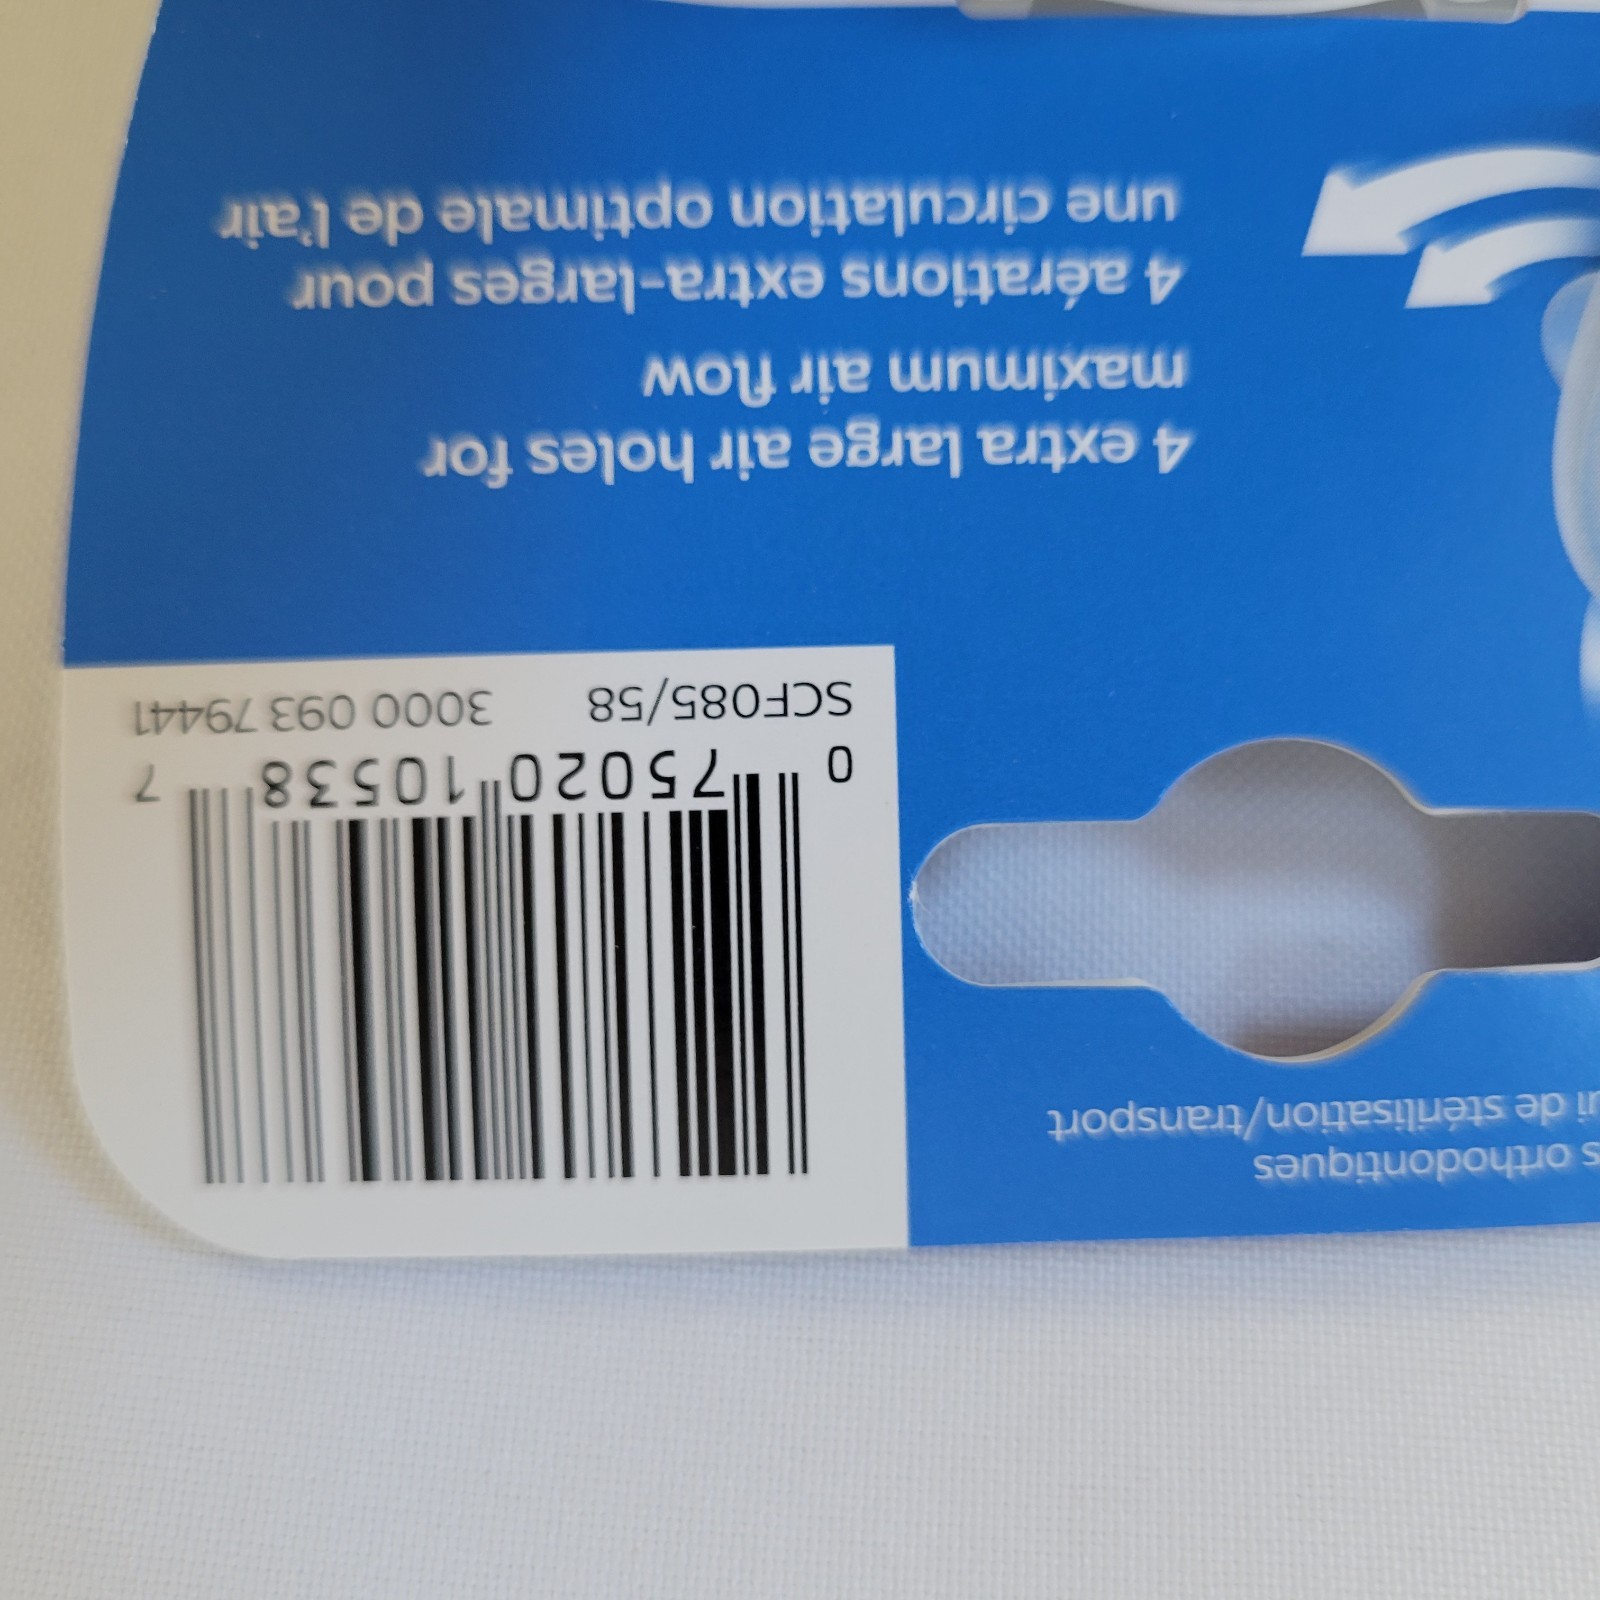 s orthodontiques
ui de stérilisation/transport
0 75020 10538 7
SCF085/58 3000 093 79441
4 extra large air holes for
maximum air flow
4 aérations extra-larges pour
une circulation optimale de l'air